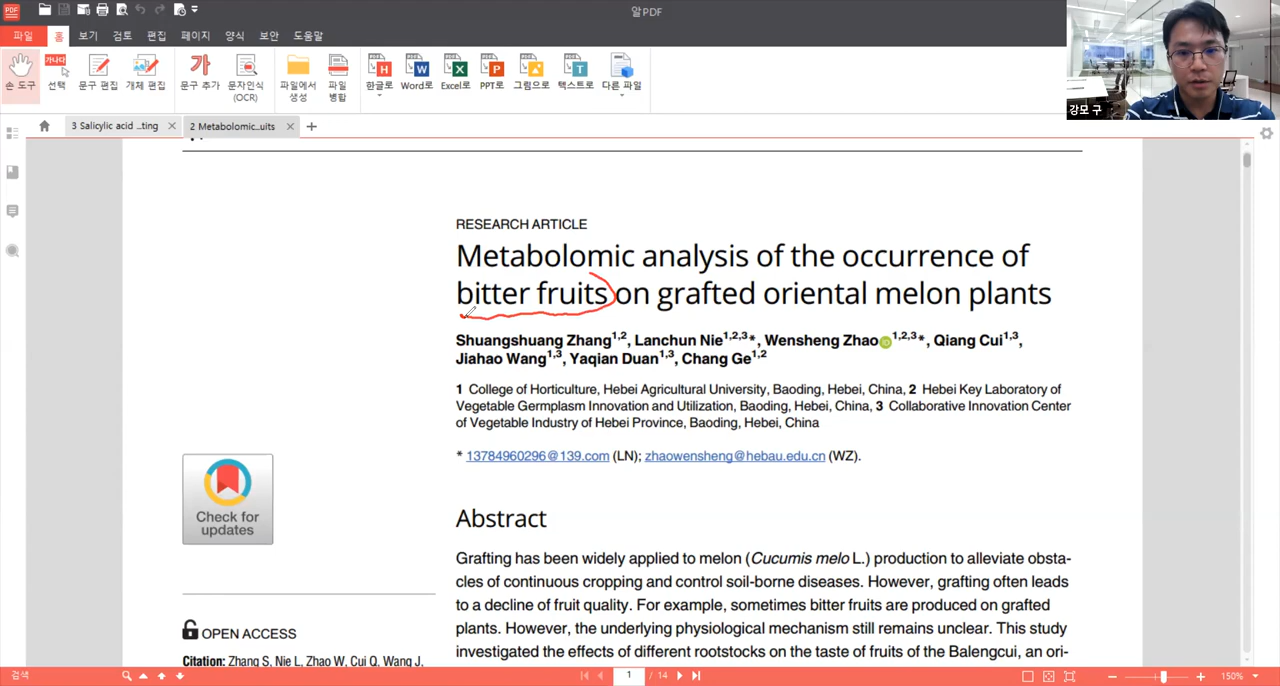 알PDF
파일 홈 보기 검토 편집 페이지 양식 보안 도움말
손 도구 선택 문구 편집 개체 편집 문구 추가 문자인식 (OCR) 파일에서 생성 파일 병합 한글로 Word로 Excel로 PPT로 그림으로 텍스트로 다른 파일
강모 구
3 Salicylic acid ...ting
2 Metabolomic...uits
RESEARCH ARTICLE
Metabolomic analysis of the occurrence of
bitter fruits on grafted oriental melon plants
Shuangshuang Zhang1,2, Lanchun Nie1,2,3*, Wensheng Zhao1,2,3*, Qiang Cui1,3,
Jiahao Wang1,3, Yaqian Duan1,3, Chang Ge1,2
1 College of Horticulture, Hebei Agricultural University, Baoding, Hebei, China, 2 Hebei Key Laboratory of
Vegetable Germplasm Innovation and Utilization, Baoding, Hebei, China, 3 Collaborative Innovation Center
of Vegetable Industry of Hebei Province, Baoding, Hebei, China
* 13784960296@139.com (LN); zhaowensheng@hebau.edu.cn (WZ).
Check for
updates
Abstract
Grafting has been widely applied to melon (Cucumis melo L.) production to alleviate obsta-
cles of continuous cropping and control soil-borne diseases. However, grafting often leads
to a decline of fruit quality. For example, sometimes bitter fruits are produced on grafted
plants. However, the underlying physiological mechanism still remains unclear. This study
investigated the effects of different rootstocks on the taste of fruits of the Balengcui, an ori-
OPEN ACCESS
Citation: Zhang S, Nie L, Zhao W, Cui Q, Wang J,
검색
1 / 14
150%